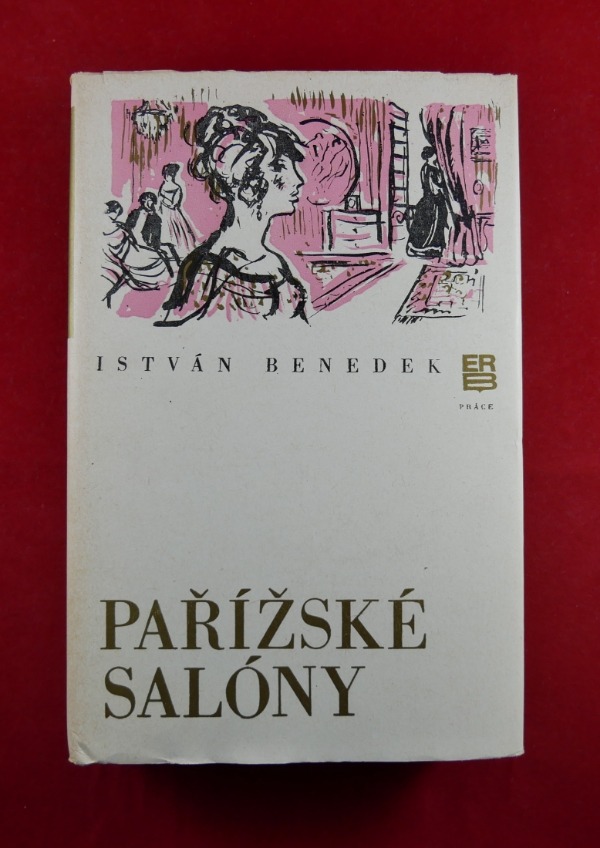 ISTVÁN BENEDEK
ERB
PRÁCE
PAŘÍŽSKÉ
SALÓNY